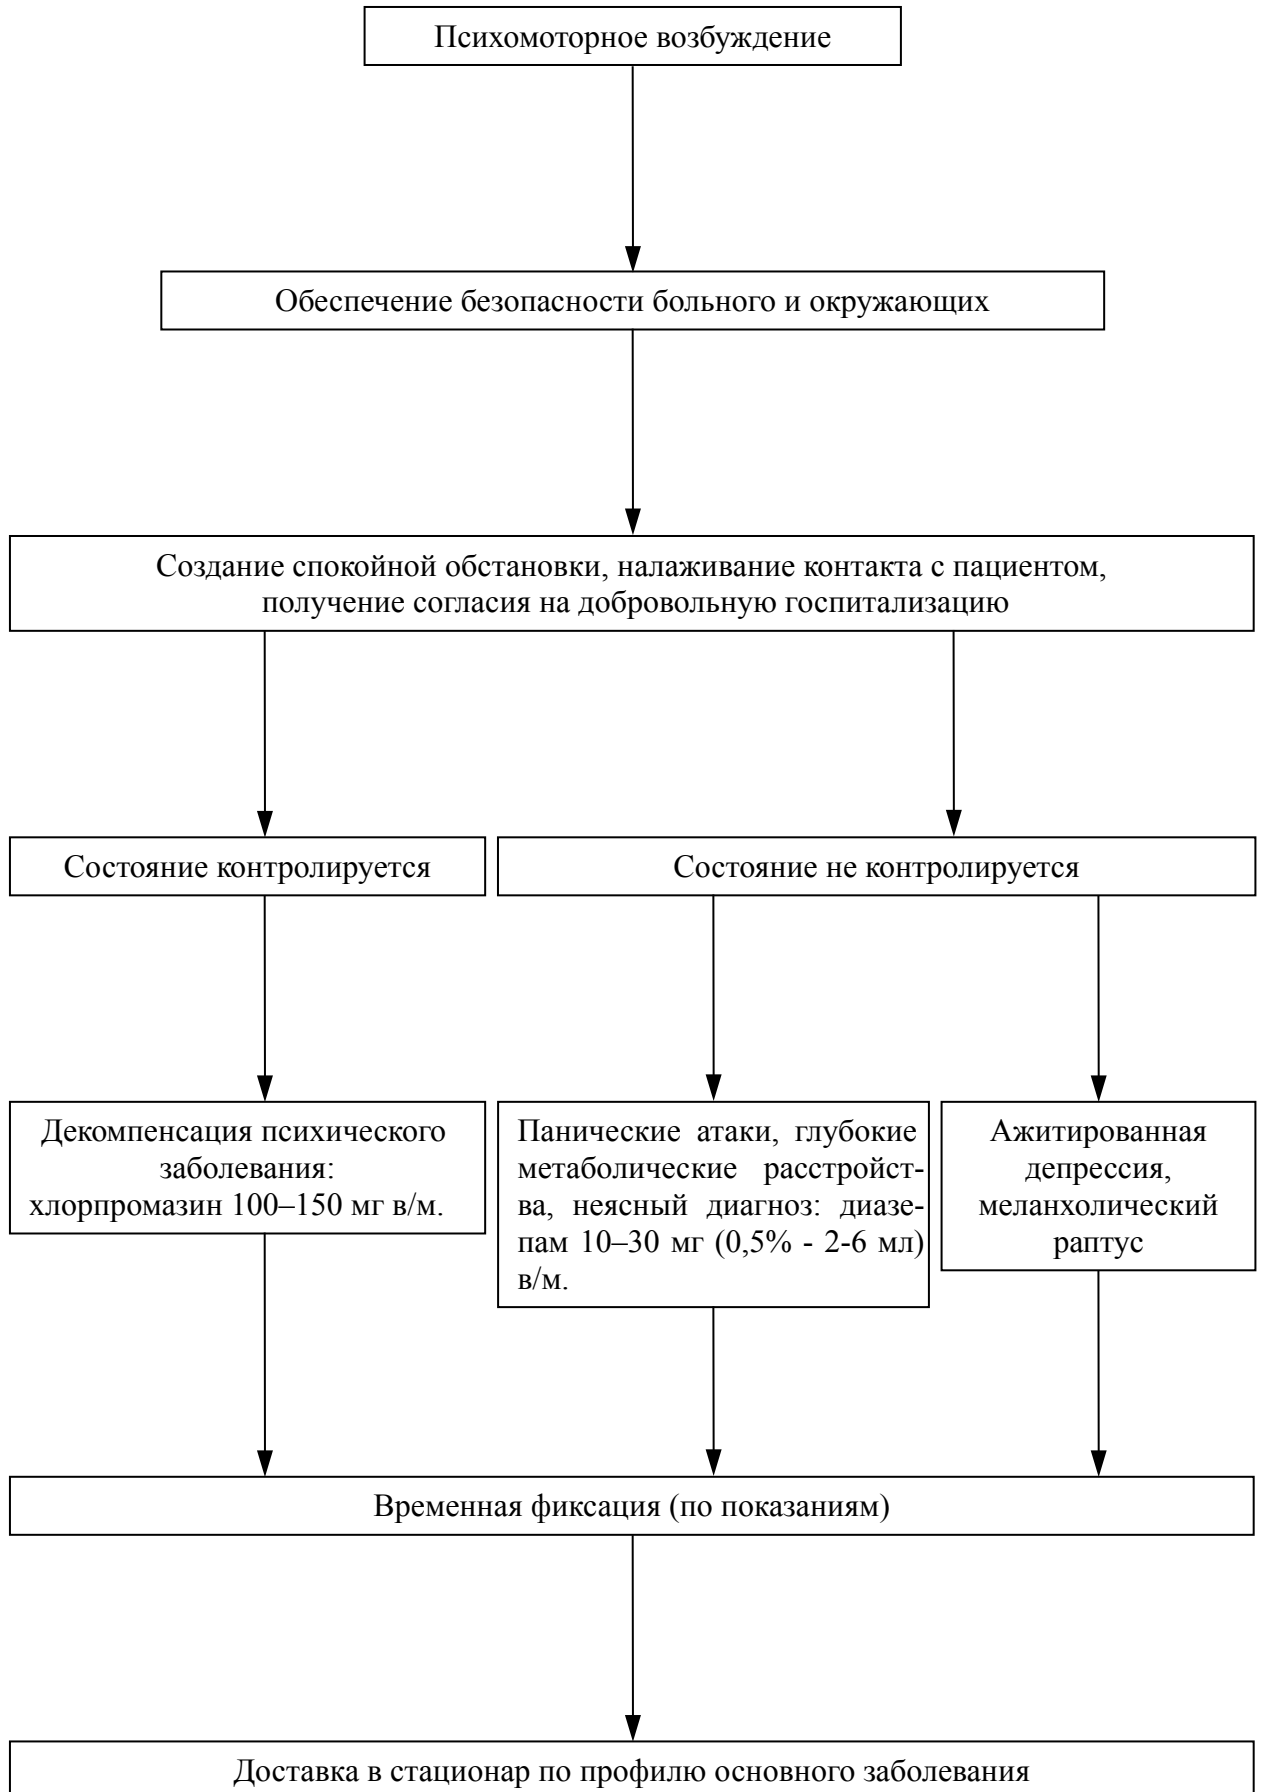 Психомоторное возбуждение
Обеспечение безопасности больного и окружающих
Создание спокойной обстановки, налаживание контакта с пациентом,
получение согласия на добровольную госпитализацию
Состояние контролируется
Состояние не контролируется
Декомпенсация психического
заболевания:
хлорпромазин 100–150 мг в/м.
Панические атаки, глубокие
метаболические расстройст-
ва, неясный диагноз: диазе-
пам 10–30 мг (0,5% - 2-6 мл)
в/м.
Ажитированная
депрессия,
меланхолический
раптус
Временная фиксация (по показаниям)
Доставка в стационар по профилю основного заболевания